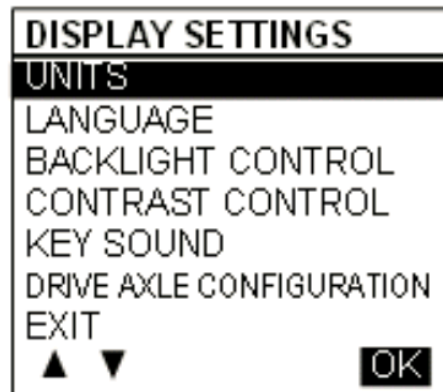 DISPLAY SETTINGS
UNITS
LANGUAGE
BACKLIGHT CONTROL
CONTRAST CONTROL
KEY SOUND
DRIVE AXLE CONFIGURATION
EXIT
▲ ▼ OK